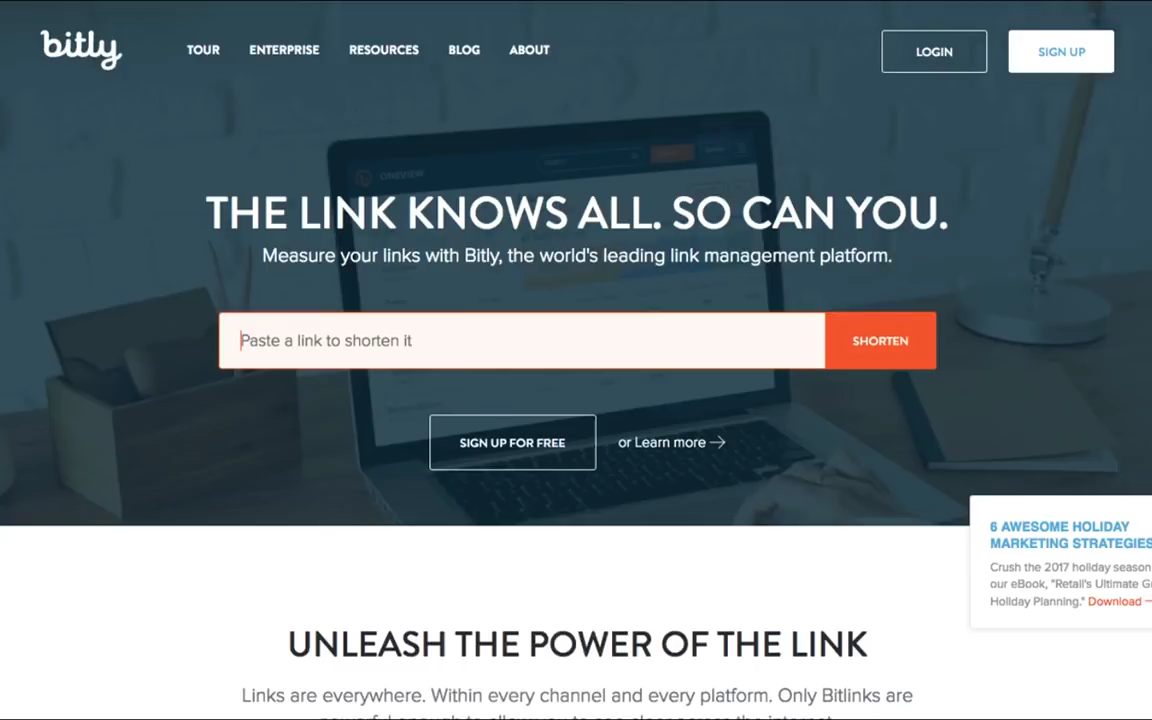 bitly
TOUR
ENTERPRISE
RESOURCES
BLOG
ABOUT
LOGIN
SIGN UP
ONEVIEW
THE LINK KNOWS ALL. SO CAN YOU.
Measure your links with Bitly, the world's leading link management platform.
Paste a link to shorten it
SHORTEN
SIGN UP FOR FREE
or Learn more →
6 AWESOME HOLIDAY
MARKETING STRATEGIES
Crush the 2017 holiday season
our eBook, "Retail's Ultimate
Holiday Planning." Download
UNLEASH THE POWER OF THE LINK
Links are everywhere. Within every channel and every platform. Only Bitlinks are